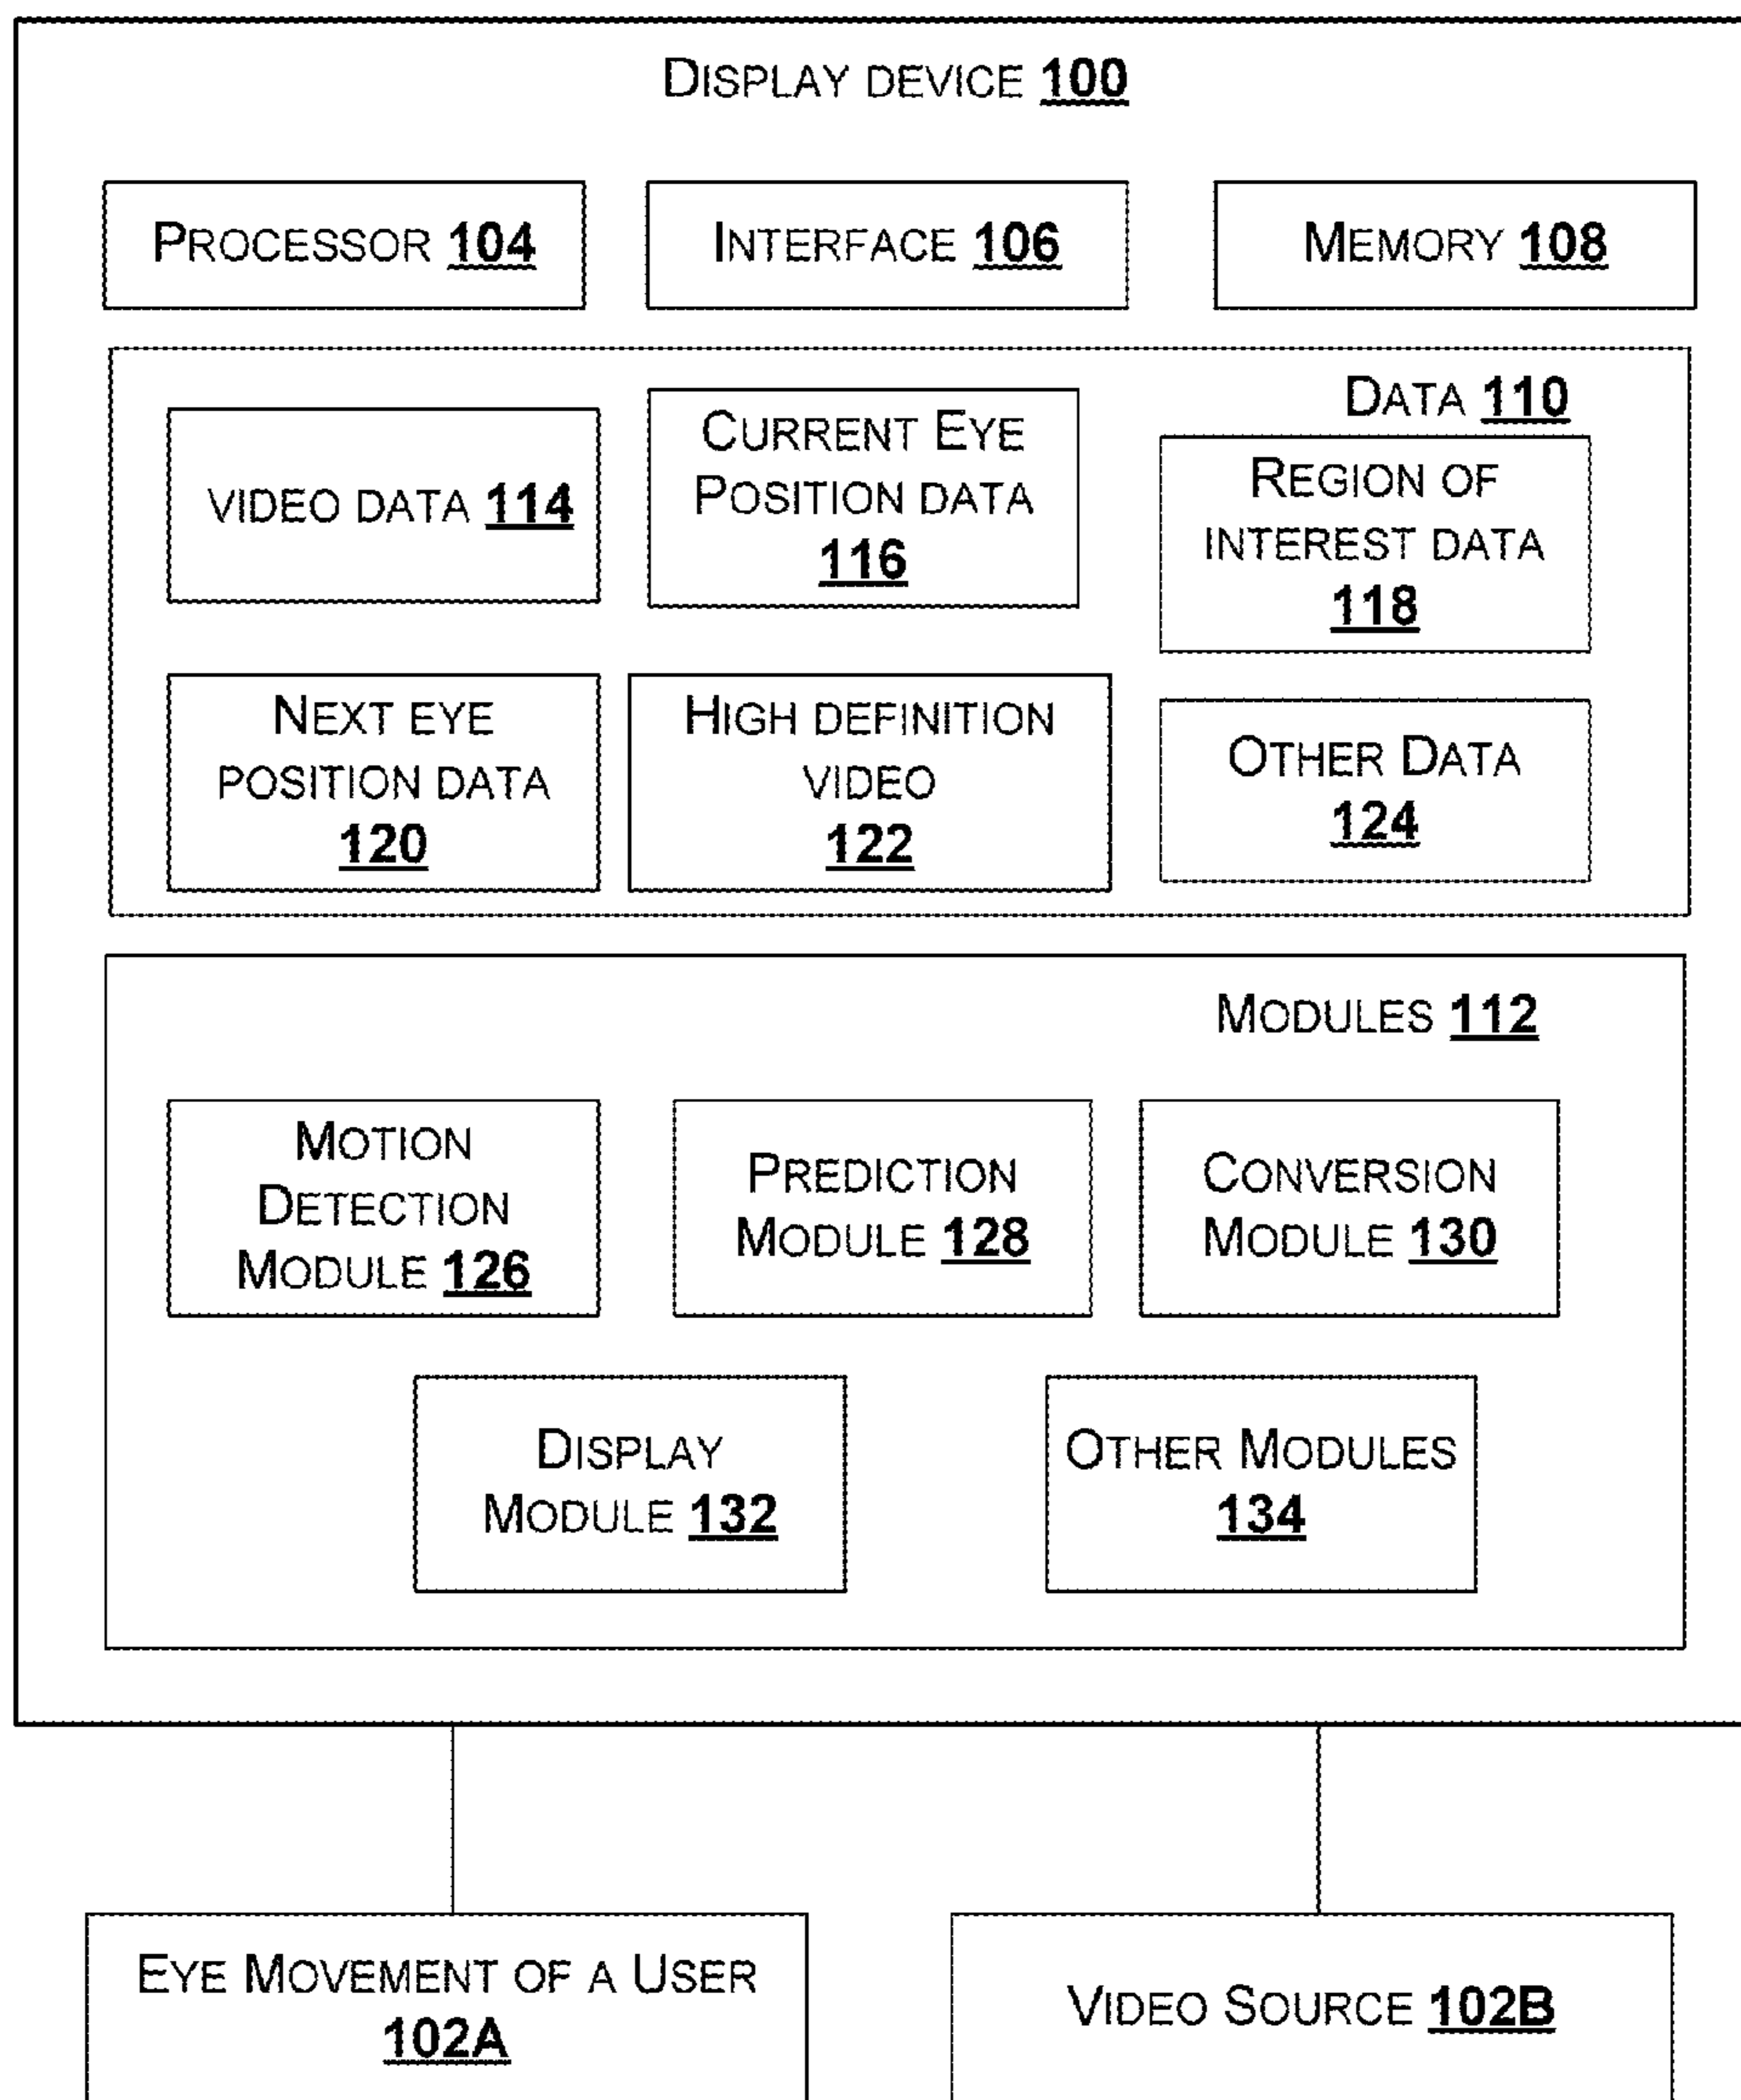 DISPLAY DEVICE 100
PROCESSOR 104
INTERFACE 106
MEMORY 108
DATA 110
VIDEO DATA 114
CURRENT EYE
POSITION DATA
116
REGION OF
INTEREST DATA
118
NEXT EYE
POSITION DATA
120
HIGH DEFINITION
VIDEO
122
OTHER DATA
124
MODULES 112
MOTION
DETECTION
MODULE 126
PREDICTION
MODULE 128
CONVERSION
MODULE 130
DISPLAY
MODULE 132
OTHER MODULES
134
EYE MOVEMENT OF A USER
102A
VIDEO SOURCE 102B